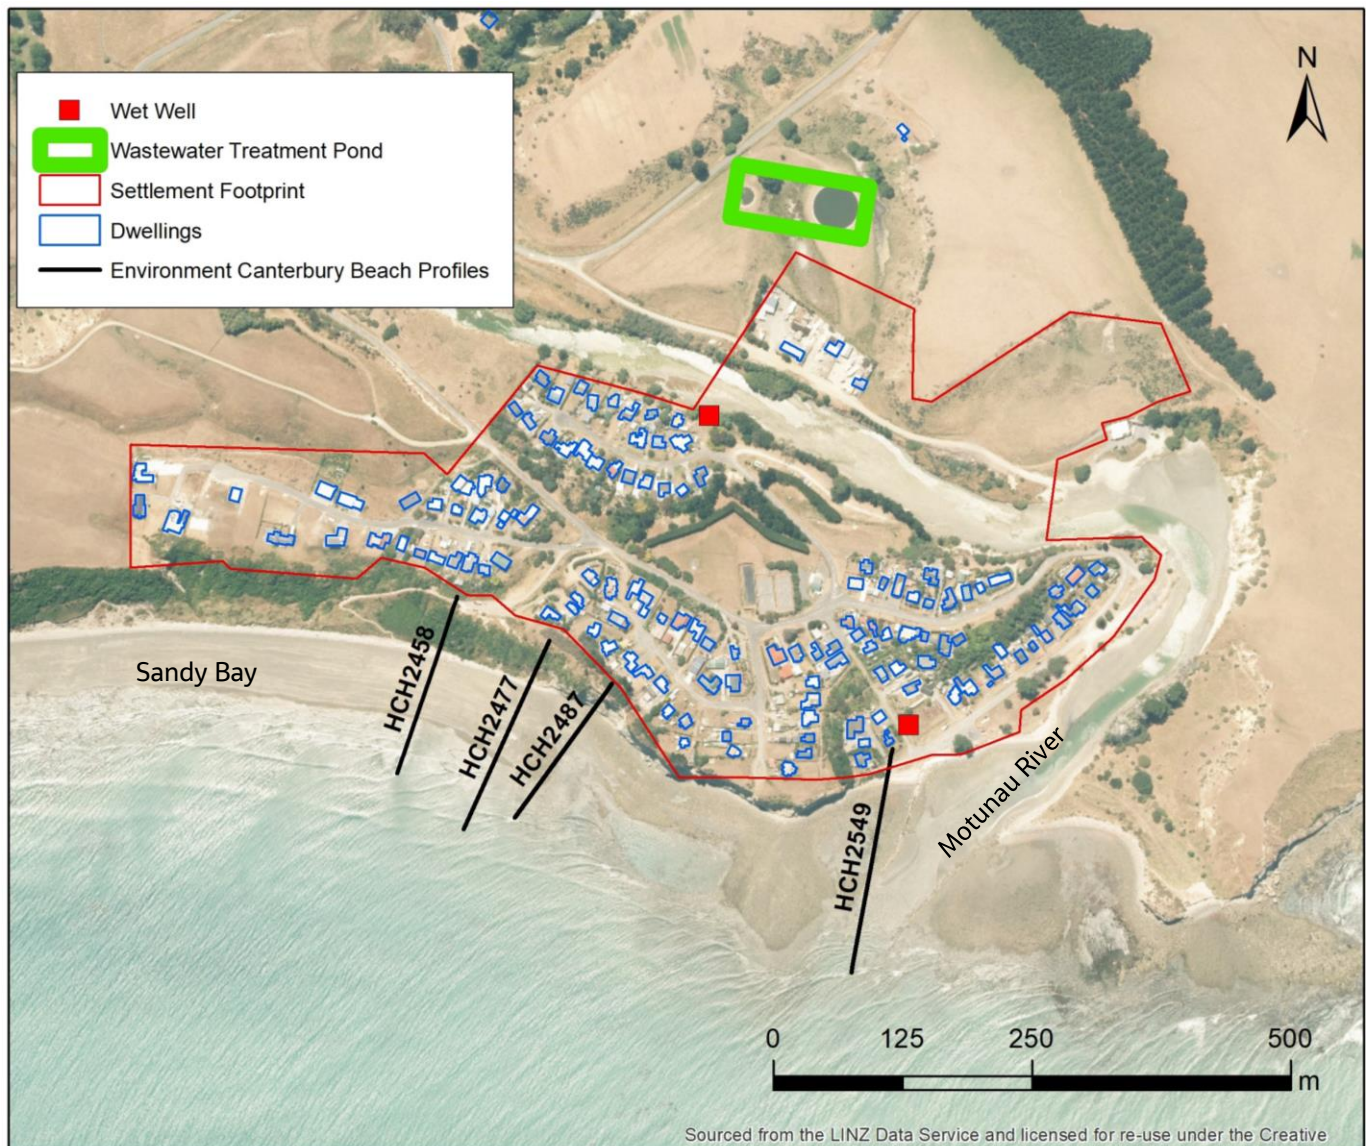 N
Wet Well
Wastewater Treatment Pond
Settlement Footprint
Dwellings
Environment Canterbury Beach Profiles
Sandy Bay
HCH2458
HCH2477
HCH2487
HCH2549
Motunau River
0 125 250 500
m
Sourced from the LINZ Data Service and licensed for re-use under the Creative